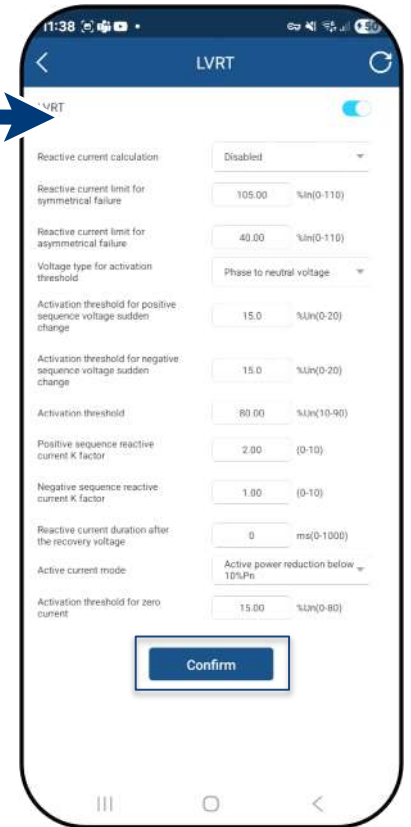 11:38
LVRT
LVRT
Reactive current calculation
Disabled
Reactive current limit for
symmetrical failure
105.00 %In(0-110)
Reactive current limit for
asymmetrical failure
40.00 %In(0-110)
Voltage type for activation
threshold
Phase to neutral voltage
Activation threshold for positive
sequence voltage sudden
change
15.0 %Un(0-20)
Activation threshold for negative
sequence voltage sudden
change
15.0 %Un(0-20)
Activation threshold
80.00 %Un(10-90)
Positive sequence reactive
current K factor
2.00 (0-10)
Negative sequence reactive
current K factor
1.00 (0-10)
Reactive current duration after
the recovery voltage
0 ms(0-1000)
Active current mode
Active power reduction below
10%Pn
Activation threshold for zero
current
15.00 %Un(0-80)
Confirm